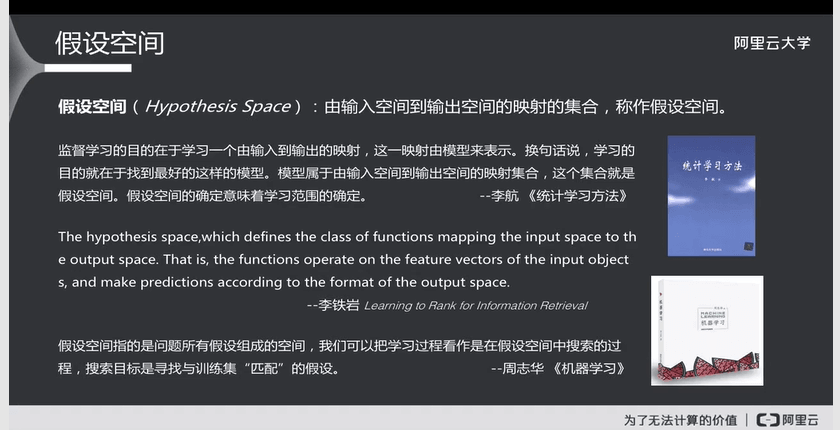 假设空间
阿里云大学
假设空间（Hypothesis Space）：由输入空间到输出空间的映射的集合，称作假设空间。
监督学习的目的在于学习一个由输入到输出的映射，这一映射由模型来表示。换句话说，学习的
目的就在于找到最好的这样的模型。模型属于由输入空间到输出空间的映射集合，这个集合就是
假设空间。假设空间的确定意味着学习范围的确定。 --李航 《统计学习方法》
统计学习方法
The hypothesis space,which defines the class of functions mapping the input space to th
e output space. That is, the functions operate on the feature vectors of the input object
s, and make predictions according to the format of the output space.
--李铁岩 Learning to Rank for Information Retrieval
MACHINE
LEARNING
机器学习
假设空间指的是问题所有假设组成的空间，我们可以把学习过程看作是在假设空间中搜索的过
程，搜索目标是寻找与训练集“匹配”的假设。 --周志华 《机器学习》
为了无法计算的价值 | 阿里云